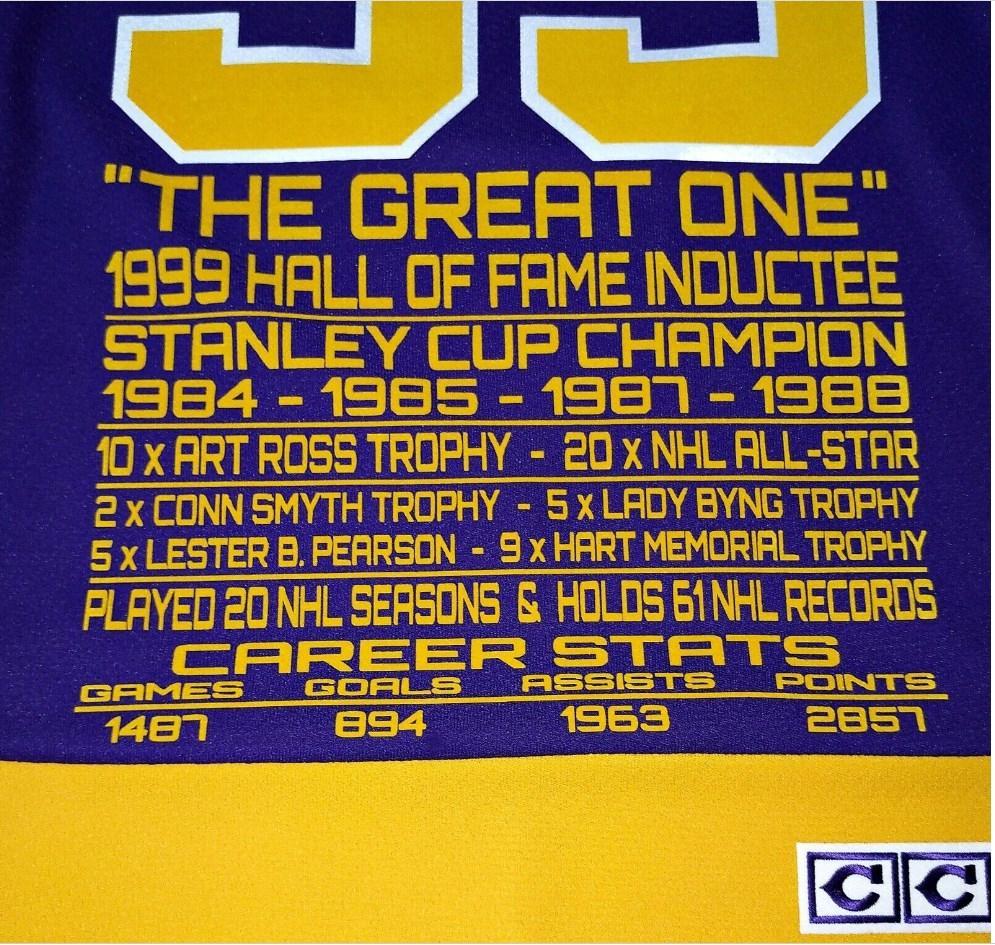 99
"THE GREAT ONE"
1999 HALL OF FAME INDUCTEE
STANLEY CUP CHAMPION
1984 - 1985 - 1987 - 1988
10 x ART ROSS TROPHY - 20 x NHL ALL-STAR
2 x CONN SMYTH TROPHY - 5 x LADY BYNG TROPHY
5 x LESTER B. PEARSON - 9 x HART MEMORIAL TROPHY
PLAYED 20 NHL SEASONS & HOLDS 61 NHL RECORDS
CAREER STATS
GAMES GOALS ASSISTS POINTS
1487 894 1963 2857
C C